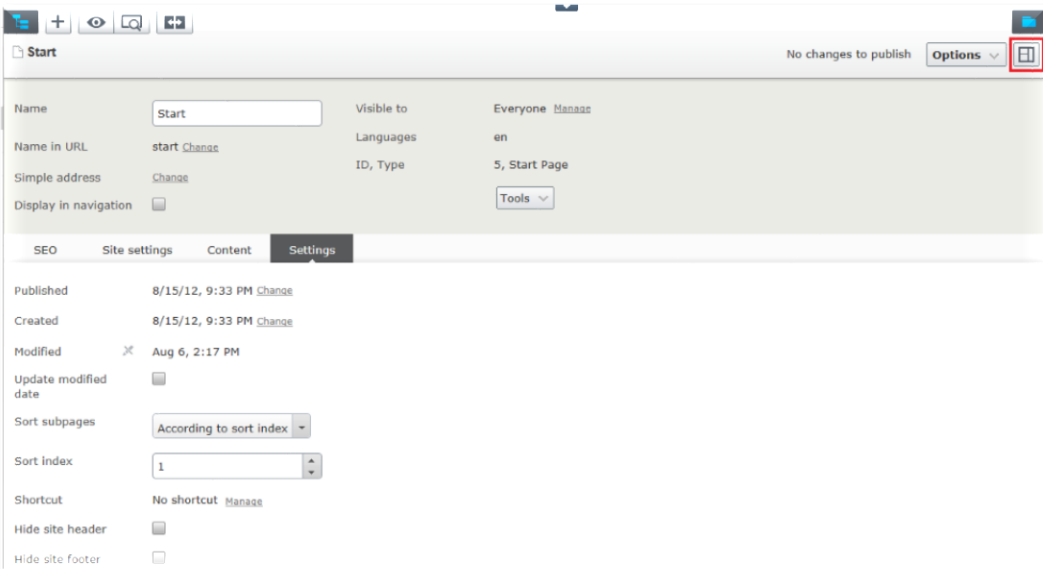 Start
No changes to publish
Options
Name
Start
Visible to
Everyone Manage
Languages
en
Name in URL
start Change
ID, Type
5, Start Page
Simple address
Change
Tools
Display in navigation
SEO
Site settings
Content
Settings
Published
8/15/12, 9:33 PM Change
Created
8/15/12, 9:33 PM Change
Modified
Aug 6, 2:17 PM
Update modified
date
Sort subpages
According to sort index
Sort index
1
Shortcut
No shortcut Manage
Hide site header
Hide site footer